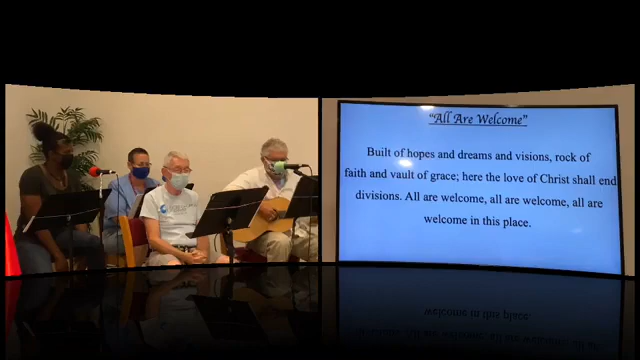 “All Are Welcome”
Built of hopes and dreams and visions, rock of
faith and vault of grace; here the love of Christ shall end
divisions. All are welcome, all are welcome, all are
welcome in this place.